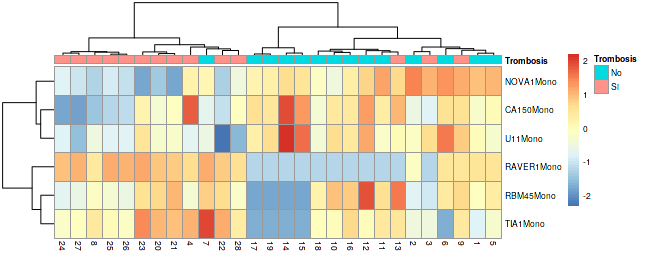 Trombosis
NOVA1Mono
CA150Mono
U11Mono
RAVER1Mono
RBM45Mono
TIA1Mono
24 27 8 25 26 23 20 21 4 7 22 28 17 19 14 15 18 10 16 12 11 13 2 3 6 9 1 5
2
1
0
-1
-2
Trombosis
No
SI